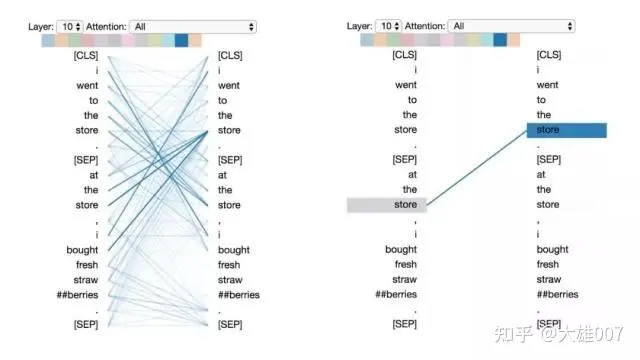 Layer: 10 Attention: All
[CLS] [CLS]
i i
went went
to to
the the
store store
. .
[SEP] [SEP]
at at
the the
store store
, ,
i i
bought bought
fresh fresh
straw straw
##berries ##berries
. .
[SEP] [SEP]
Layer: 10 Attention: All
[CLS] [CLS]
i i
went went
to to
the the
store store
. .
[SEP] [SEP]
at at
the the
store store
, ,
i i
bought bought
fresh fresh
straw straw
##berries ##berries
. .
[SEP] [SEP]
知乎 @大雄007